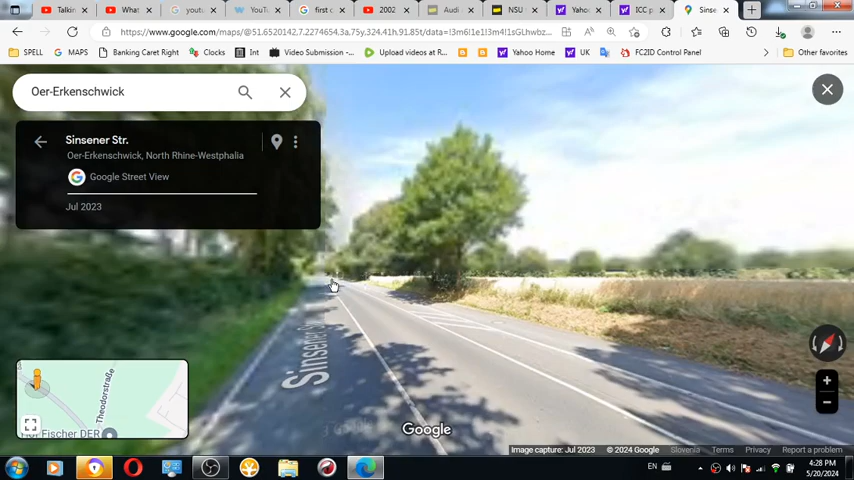 Talkin
What
youtu
YouTu
first c
2002
Audi
NSU I
Yaho
ICC p
Sinse
https://www.google.com/maps/@51.6520142,7.2274654,3a,75y,324.41h,91.85t/data=!3m6!1e1!3m4!1sGLhwbz...
SPELL
MAPS
Banking Caret Right
Clocks
Int
Video Submission -...
Upload videos at R...
Yahoo Home
UK
FC2ID Control Panel
Other favorites
Oer-Erkenschwick
Sinsener Str.
Oer-Erkenschwick, North Rhine-Westphalia
Google Street View
Jul 2023
Sinsener
Theodorstraße
Hof Fischer DER
Google
Image capture: Jul 2023 © 2024 Google Slovenia Terms Privacy Report a problem
EN
4:28 PM
5/20/2024